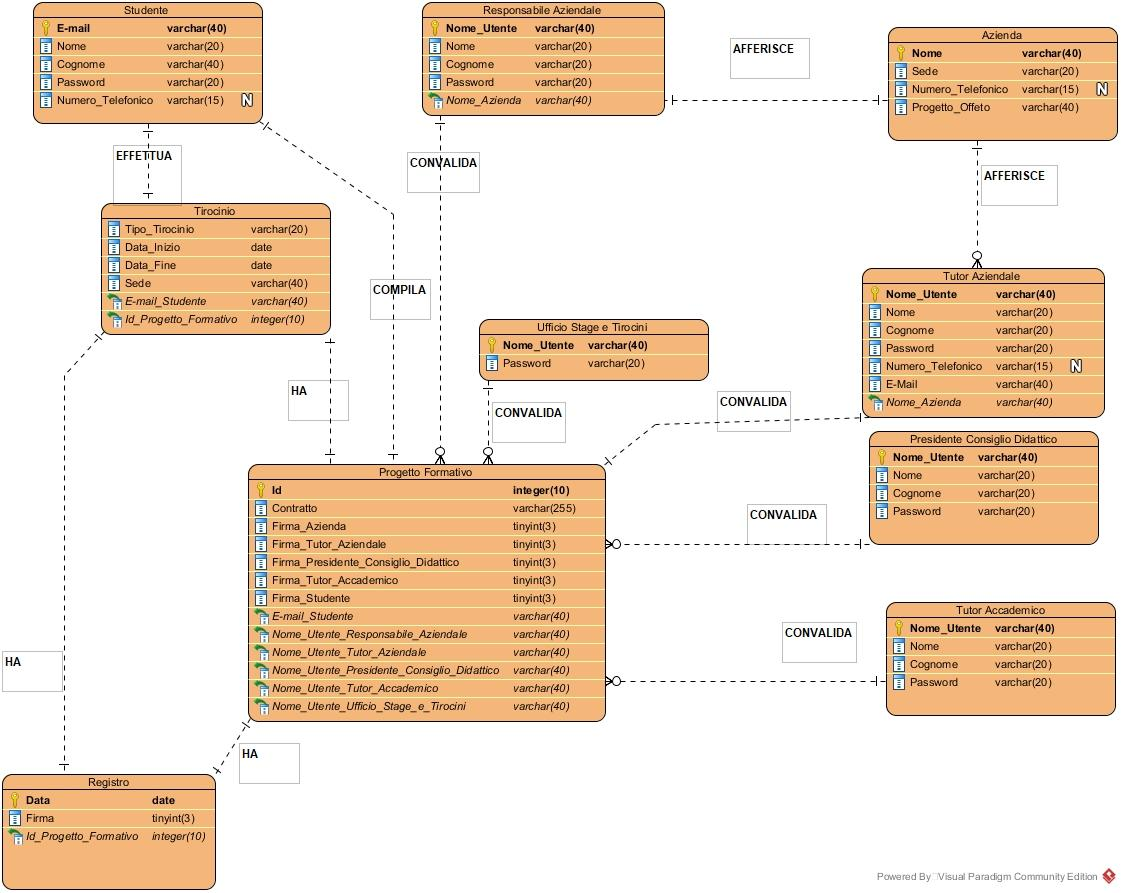 Studente
E-mail varchar(40)
Nome varchar(20)
Cognome varchar(40)
Password varchar(20)
Numero_Telefonico varchar(15) N
Responsabile Aziendale
Nome_Utente varchar(40)
Nome varchar(20)
Cognome varchar(20)
Password varchar(20)
Nome_Azienda varchar(40)
AFFERISCE
Azienda
Nome varchar(40)
Sede varchar(20)
Numero_Telefonico varchar(15) N
Progetto_Offeto varchar(40)
EFFETTUA
CONVALIDA
AFFERISCE
Tirocinio
Tipo_Tirocinio varchar(20)
Data_Inizio date
Data_Fine date
Sede varchar(40)
E-mail_Studente varchar(40)
Id_Progetto_Formativo integer(10)
COMPILA
Tutor Aziendale
Nome_Utente varchar(40)
Nome varchar(20)
Cognome varchar(20)
Password varchar(20)
Numero_Telefonico varchar(15) N
E-Mail varchar(40)
Nome_Azienda varchar(40)
Ufficio Stage e Tirocini
Nome_Utente varchar(40)
Password varchar(20)
HA
CONVALIDA
CONVALIDA
Presidente Consiglio Didattico
Nome_Utente varchar(40)
Nome varchar(20)
Cognome varchar(20)
Password varchar(20)
Progetto Formativo
Id integer(10)
Contratto varchar(255)
Firma_Azienda tinyint(3)
Firma_Tutor_Aziendale tinyint(3)
Firma_Presidente_Consiglio_Didattico tinyint(3)
Firma_Tutor_Accademico tinyint(3)
Firma_Studente tinyint(3)
E-mail_Studente varchar(40)
Nome_Utente_Responsabile_Aziendale varchar(40)
Nome_Utente_Tutor_Aziendale varchar(40)
Nome_Utente_Presidente_Consiglio_Didattico varchar(40)
Nome_Utente_Tutor_Accademico varchar(40)
Nome_Utente_Ufficio_Stage_e_Tirocini varchar(40)
CONVALIDA
Tutor Accademico
Nome_Utente varchar(40)
Nome varchar(20)
Cognome varchar(20)
Password varchar(20)
CONVALIDA
HA
HA
Registro
Data date
Firma tinyint(3)
Id_Progetto_Formativo integer(10)
Powered By Visual Paradigm Community Edition